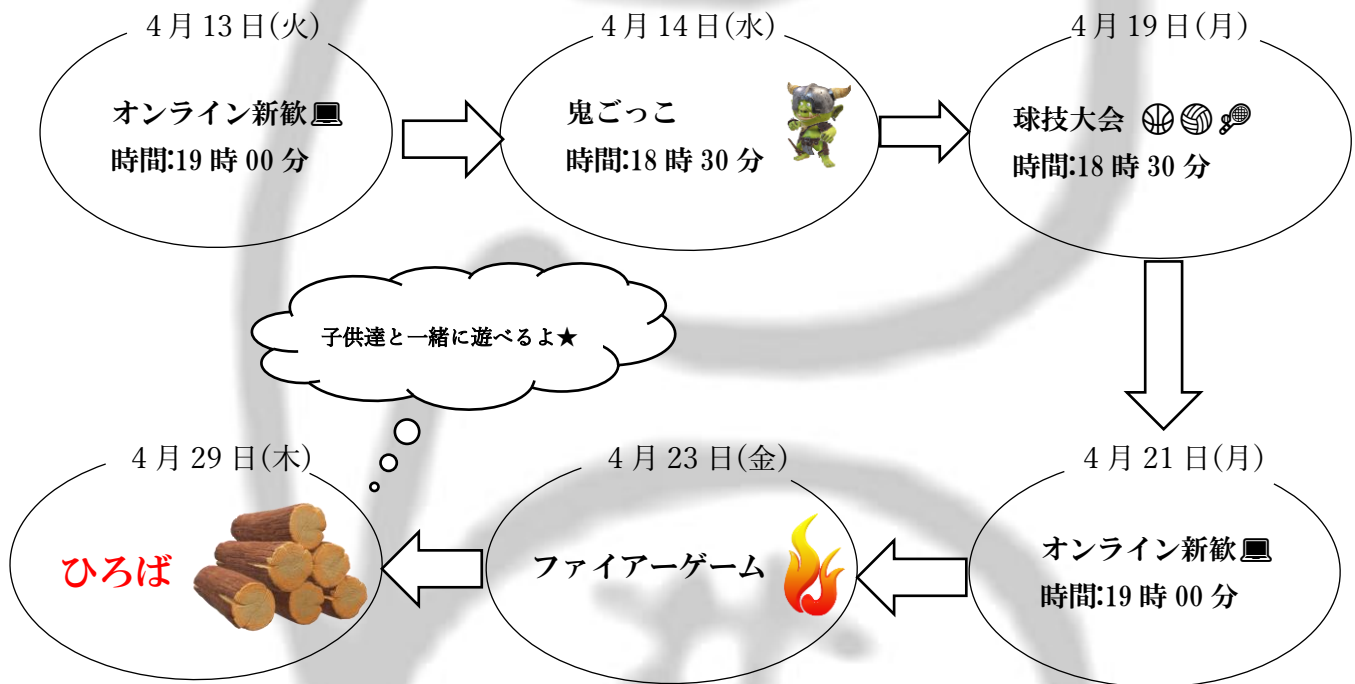 4月13日(火)
オンライン新歓💻
時間:19時00分
4月14日(水)
鬼ごっこ
時間:18時30分
4月19日(月)
球技大会 🏀🏐🎾
時間:18時30分
子供達と一緒に遊べるよ★
4月21日(月)
オンライン新歓💻
時間:19時00分
4月23日(金)
ファイアーゲーム
4月29日(木)
ひろば